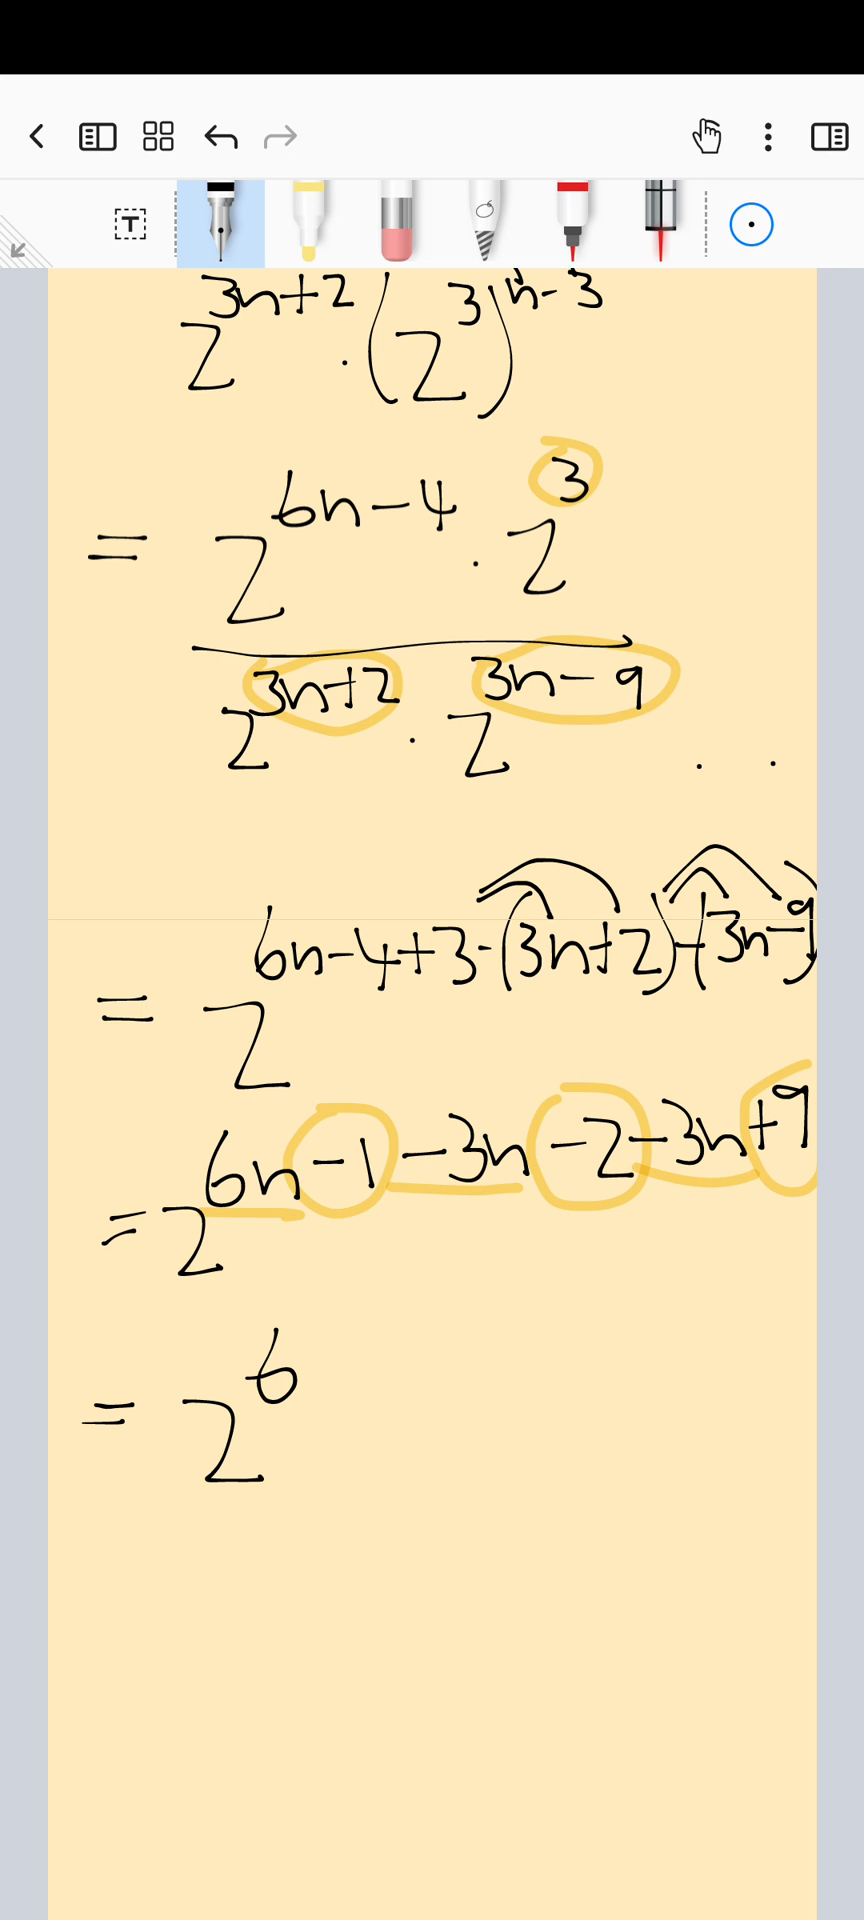 2^{3n+2} · (2^3)^{n-3}
= 2^{6n-4} · 2^3
2^{3n+2} · 2^{3n-9}
= 2^{6n-4+3-(3n+2)-(3n-9)}
= 2^{6n-1-3n-2-3n+9}
= 2^6